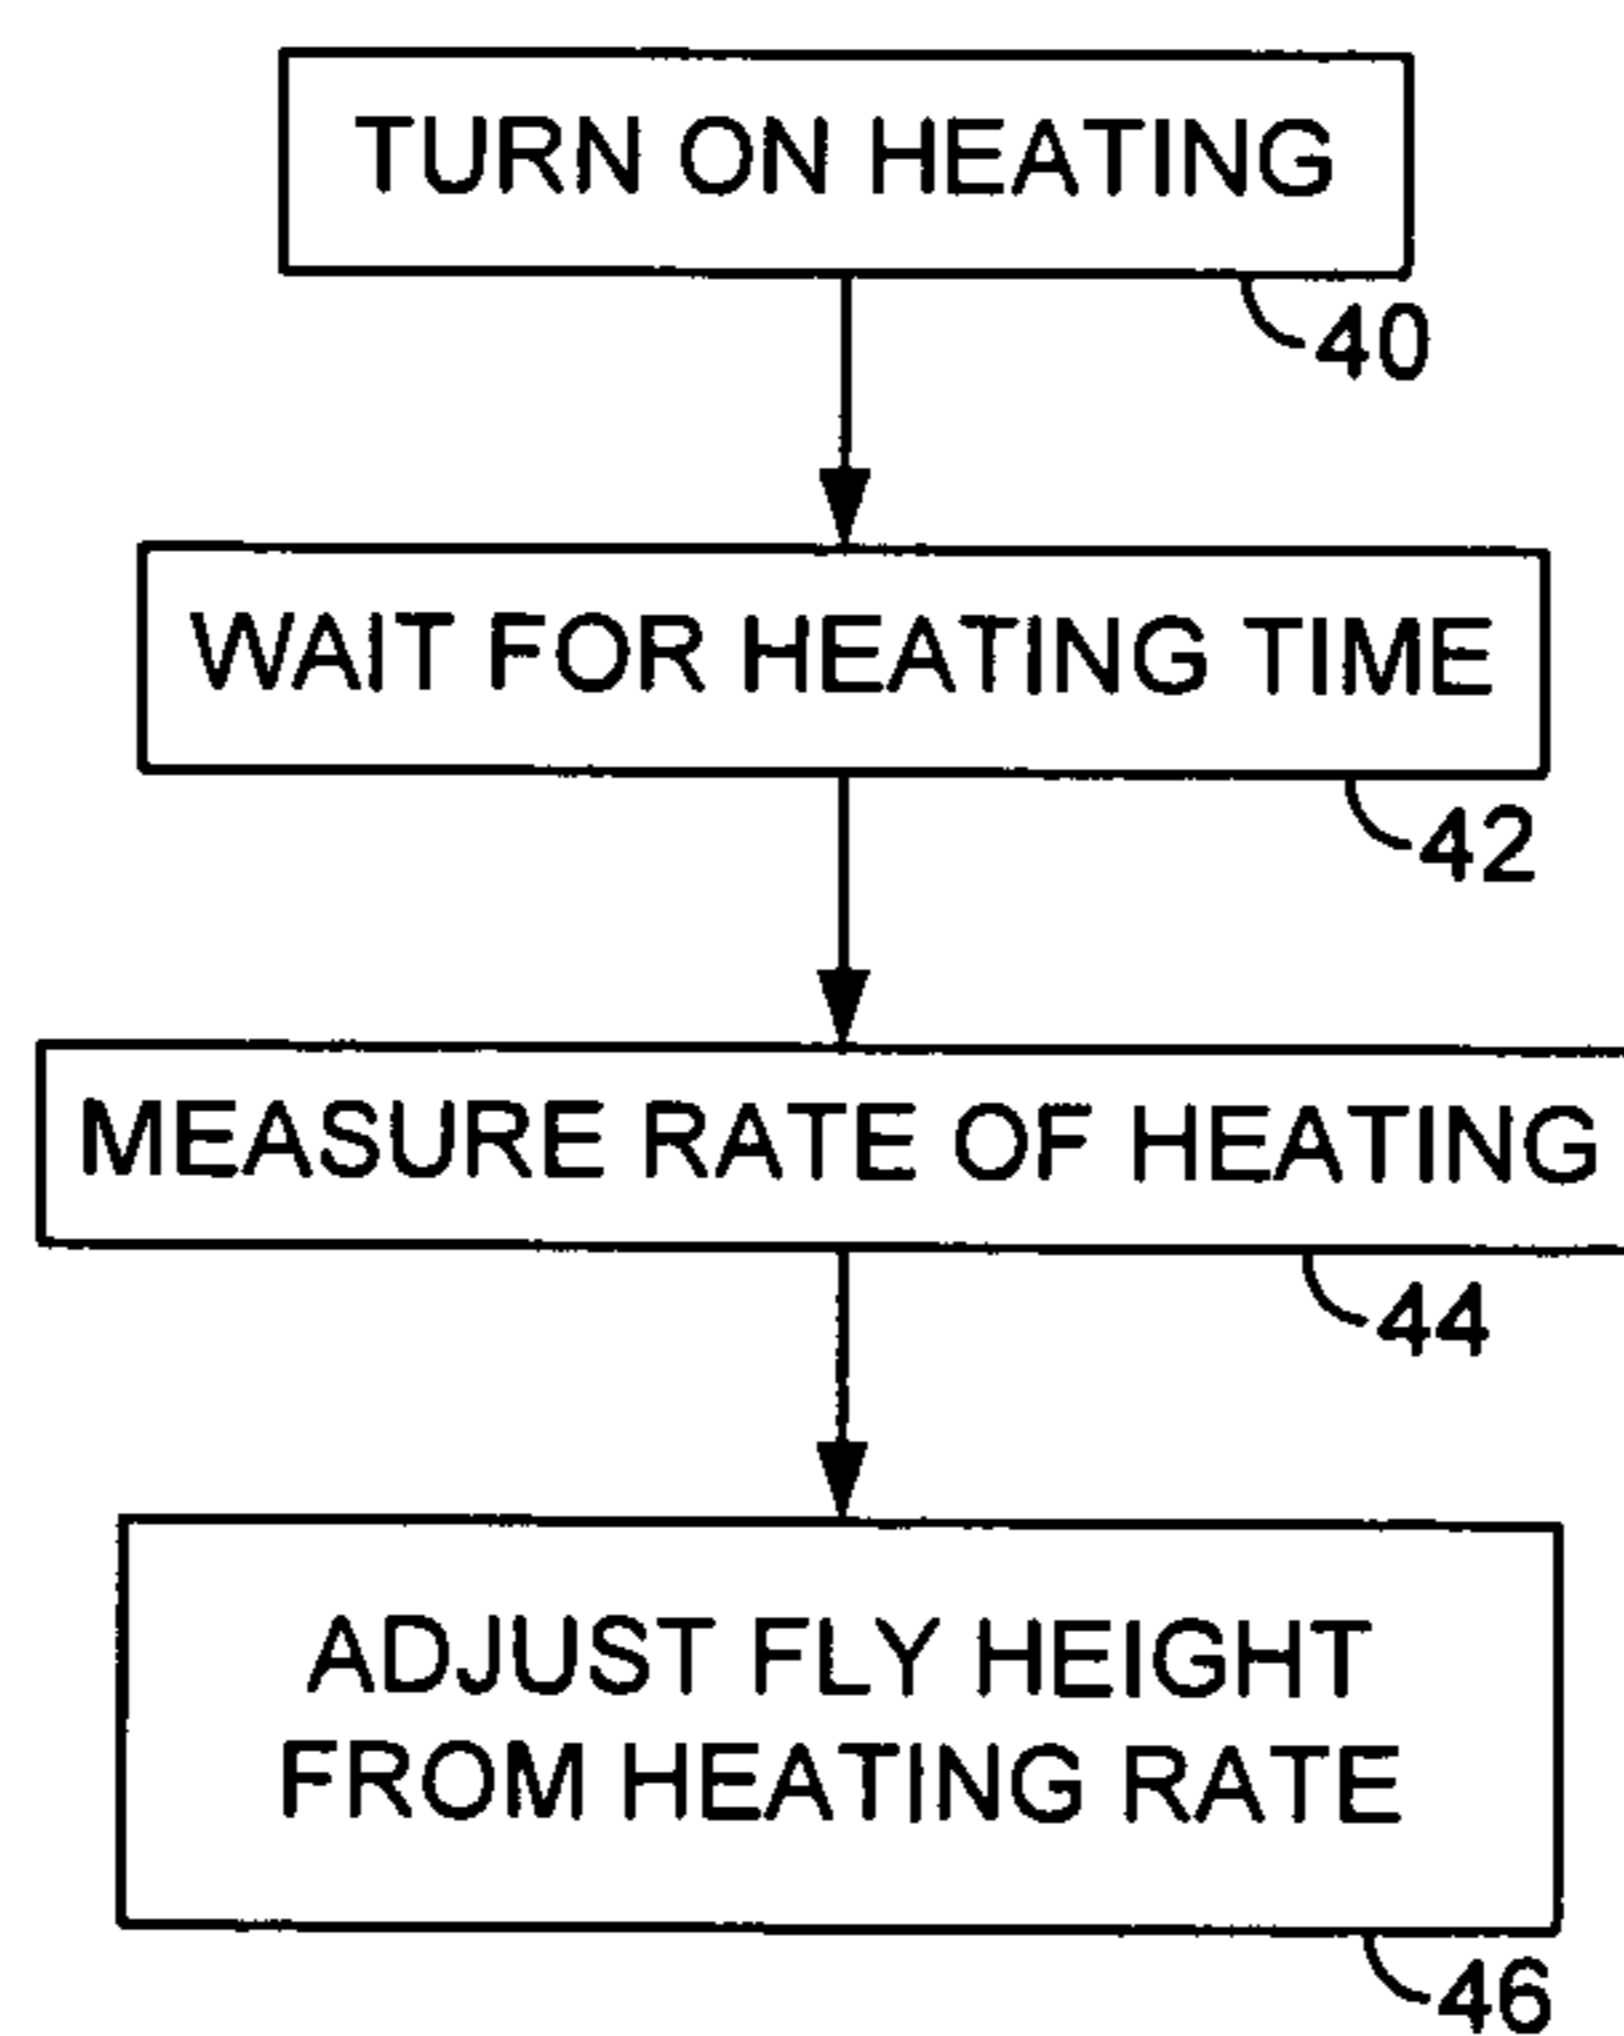 TURN ON HEATING
40
WAIT FOR HEATING TIME
42
MEASURE RATE OF HEATING
44
ADJUST FLY HEIGHT
FROM HEATING RATE
46